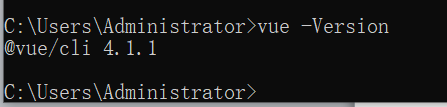 C:\Users\Administrator>vue -Version
@vue/cli 4.1.1
C:\Users\Administrator>